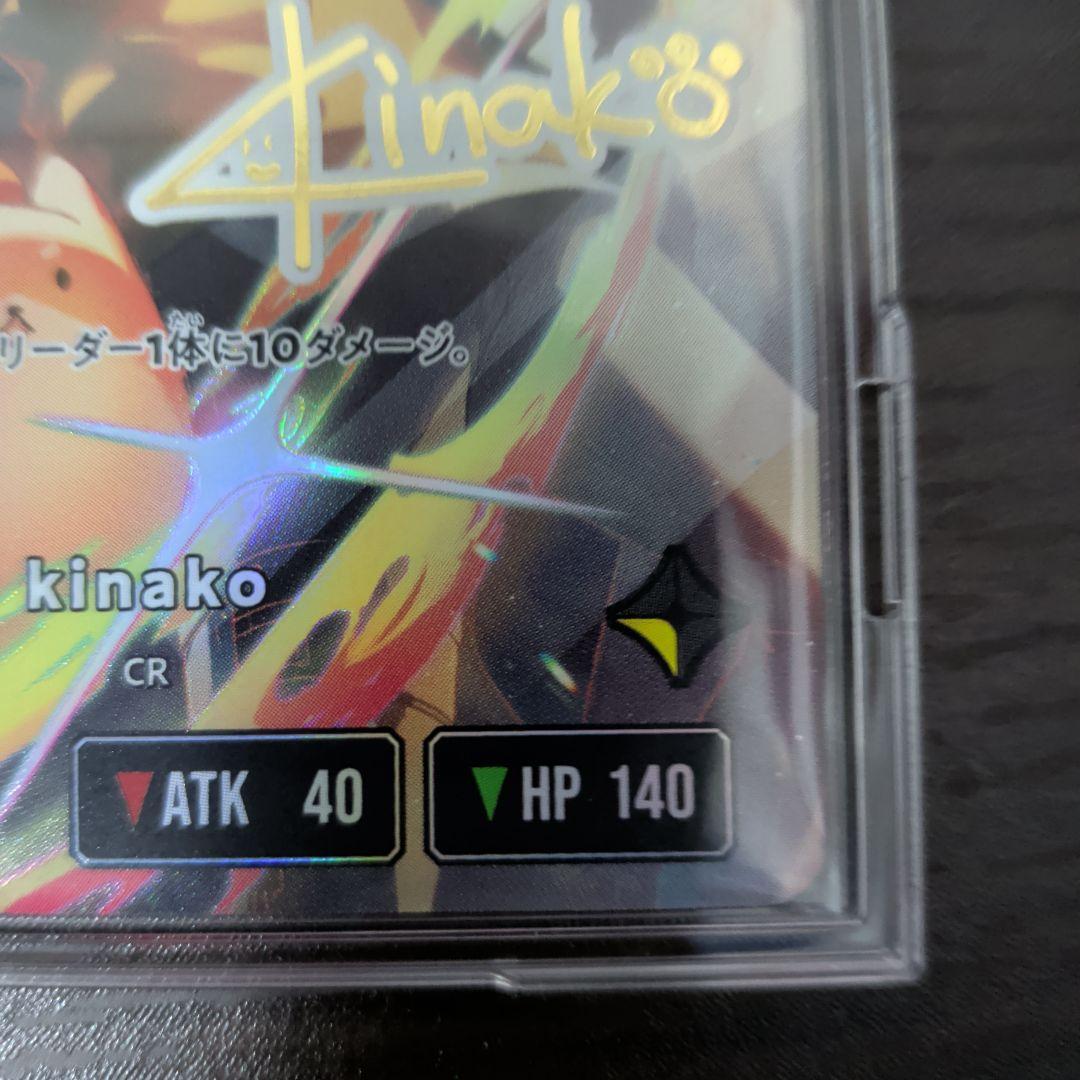 Kinako
リーダー1体に10ダメージ。
kinako
CR
ATK 40
HP 140